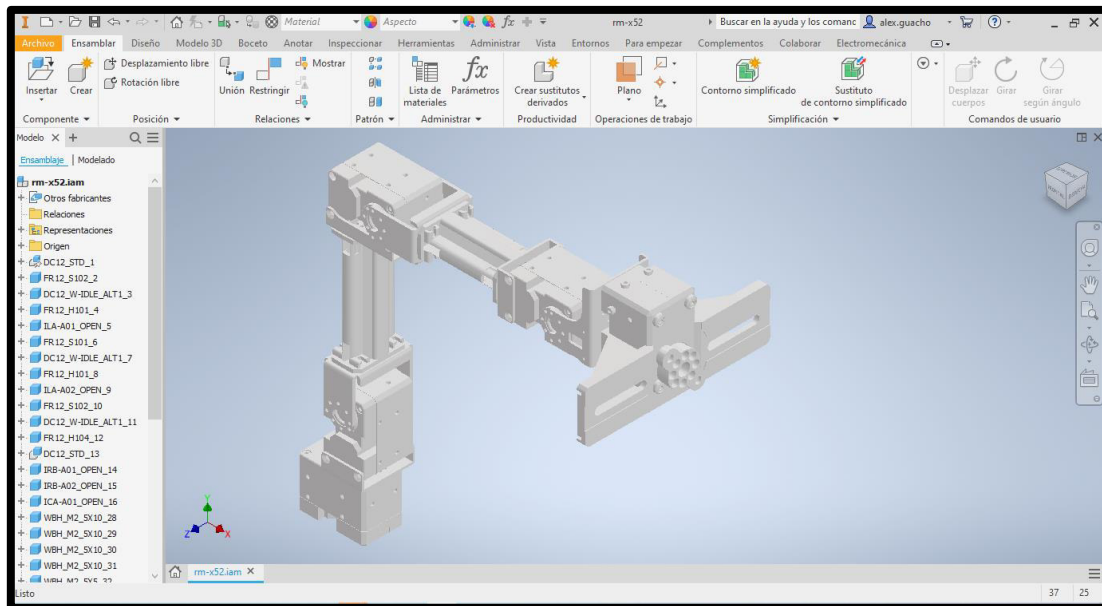 Material
Aspecto
rm-x52
Buscar en la ayuda y los comanc
alex.guacho
Archivo Ensamblar Diseño Modelo 3D Boceto Anotar Inspeccionar Herramientas Administrar Vista Entornos Para empezar Complementos Colaborar Electromecánica
Insertar
Crear
Desplazamiento libre
Rotación libre
Unión Restringir
Mostrar
Lista de materiales
fx
Parámetros
Crear sustitutos derivados
Plano
Contorno simplificado
Sustituto de contorno simplificado
Desplazar cuerpos
Girar
Girar según ángulo
Componente Posición Relaciones Patrón Administrar Productividad Operaciones de trabajo Simplificación Comandos de usuario
Modelo
Ensamblaje | Modelado
rm-x52.iam
Otros fabricantes
Relaciones
Representaciones
Origen
DC12_STD_1
FR12_S102_2
DC12_W-IDLE_ALT1_3
FR12_H101_4
ILA-A01_OPEN_5
FR12_S101_6
DC12_W-IDLE_ALT1_7
FR12_H101_8
ILA-A02_OPEN_9
FR12_S102_10
DC12_W-IDLE_ALT1_11
FR12_H104_12
DC12_STD_13
IRB-A01_OPEN_14
IRB-A02_OPEN_15
ICA-A01_OPEN_16
WBH_M2_5X10_28
WBH_M2_5X10_29
WBH_M2_5X10_30
WBH_M2_5X10_31
WBH_M2_5X5_32
Y
Z
X
rm-x52.iam
Listo
37 25